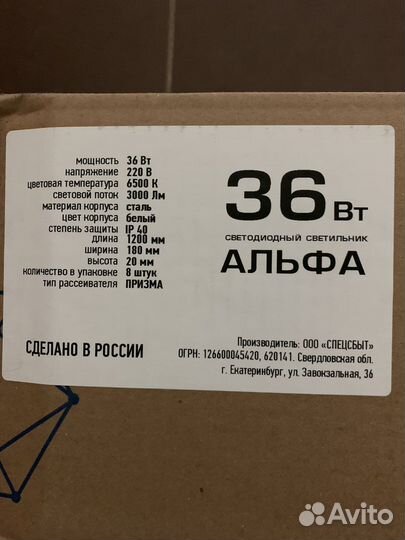 мощность 36 Вт
напряжение 220 В
цветовая температура 6500 К
световой поток 3000 Лм
материал корпуса сталь
цвет корпуса белый
степень защиты IP 40
длина 1200 мм
ширина 180 мм
высота 20 мм
количество в упаковке 8 штук
тип рассеивателя ПРИЗМА
СДЕЛАНО В РОССИИ
36 Вт
СВЕТОДИОДНЫЙ СВЕТИЛЬНИК
АЛЬФА
Производитель: ООО «СПЕЦСБЫТ»
ОГРН: 126600045420, 620141. Свердловская обл.
г. Екатеринбург, ул. Завокзальная, 36
Avito